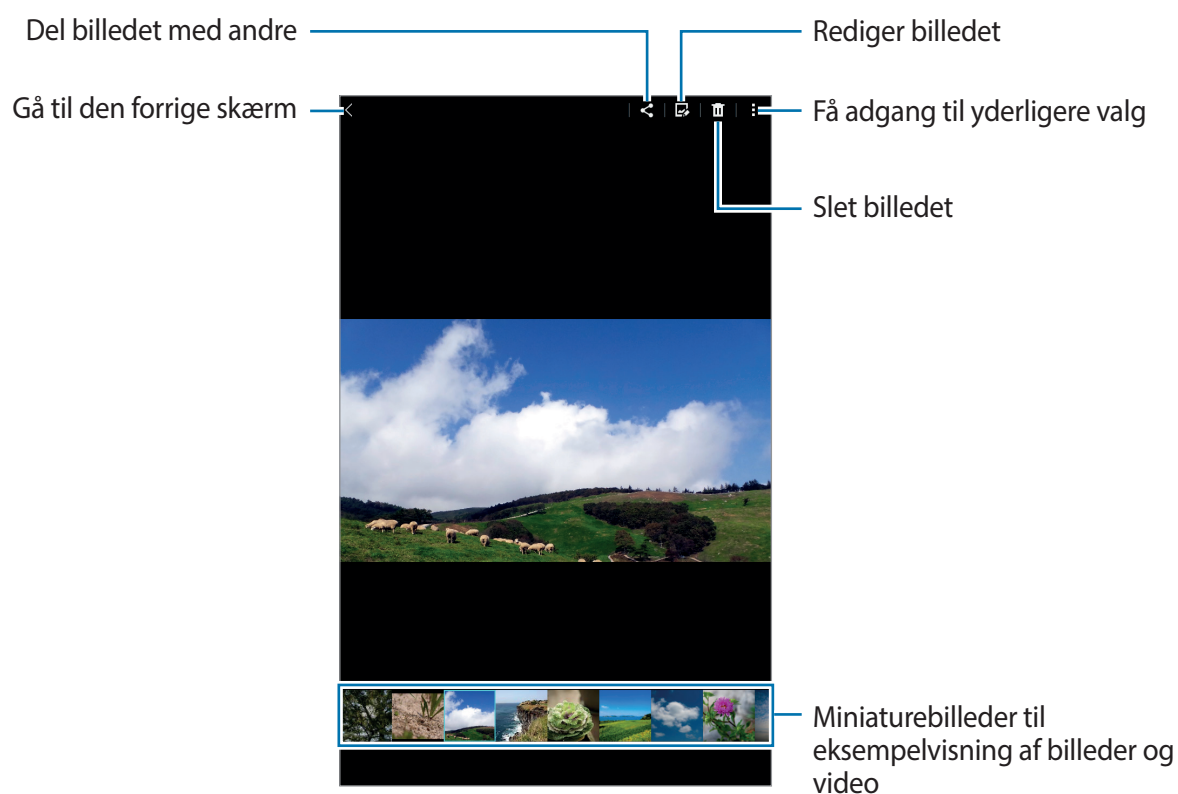 Del billedet med andre
Rediger billedet
Gå til den forrige skærm
Få adgang til yderligere valg
Slet billedet
Miniaturebilleder til
eksempelvisning af billeder og
video